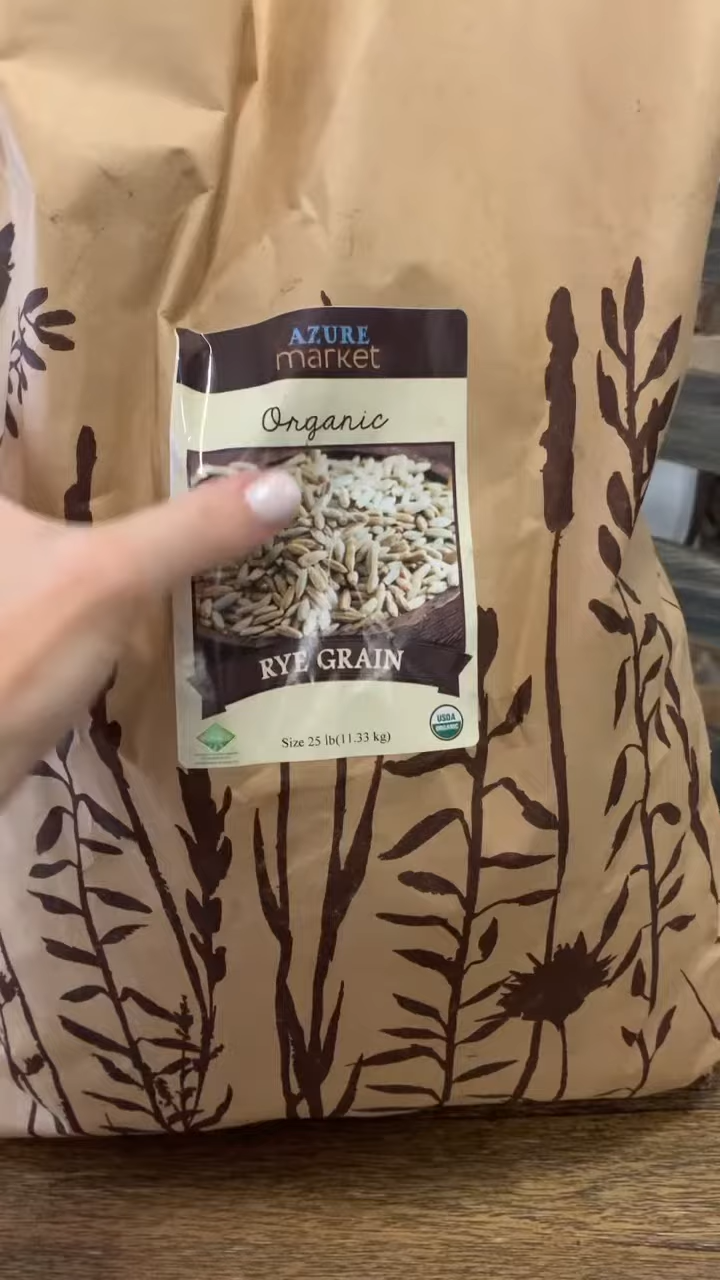 AZURE
market
Organic
RYE GRAIN
USDA
ORGANIC
Size 25 lb(11.33 kg)